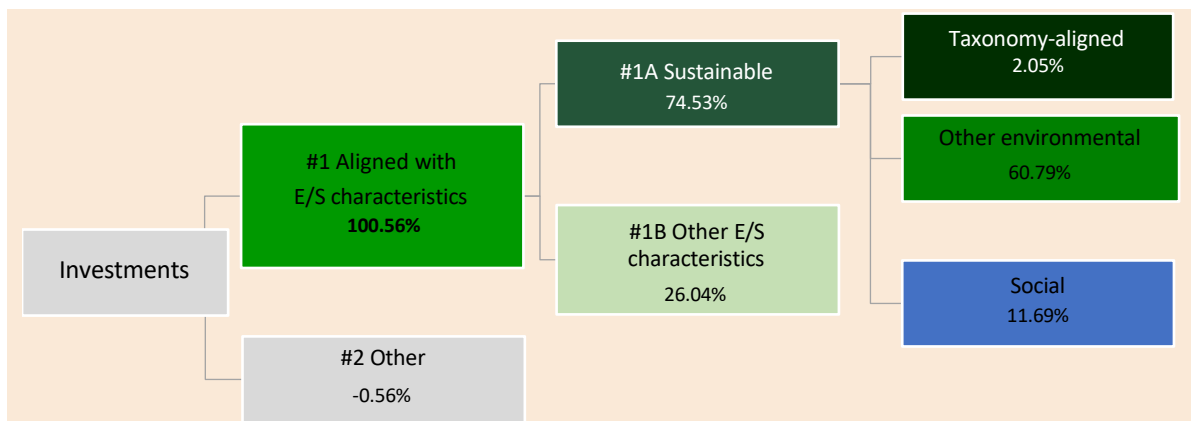 Investments
#1 Aligned with
E/S characteristics
100.56%
#2 Other
-0.56%
#1A Sustainable
74.53%
#1B Other E/S
characteristics
26.04%
Taxonomy-aligned
2.05%
Other environmental
60.79%
Social
11.69%